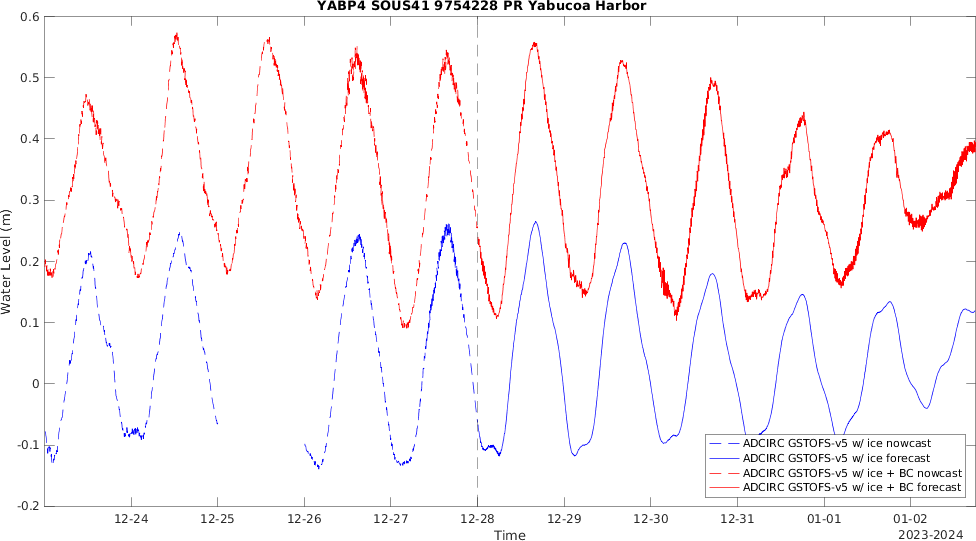 YABP4 SOUS41 9754228 PR Yabucoa Harbor
0.6
0.5
0.4
0.3
0.2
0.1
0
-0.1
-0.2
Water Level (m)
ADCIRC GSTOFS-v5 w/ ice nowcast
ADCIRC GSTOFS-v5 w/ ice forecast
ADCIRC GSTOFS-v5 w/ ice + BC nowcast
ADCIRC GSTOFS-v5 w/ ice + BC forecast
12-24 12-25 12-26 12-27 12-28 12-29 12-30 12-31 01-01 01-02
Time
2023-2024